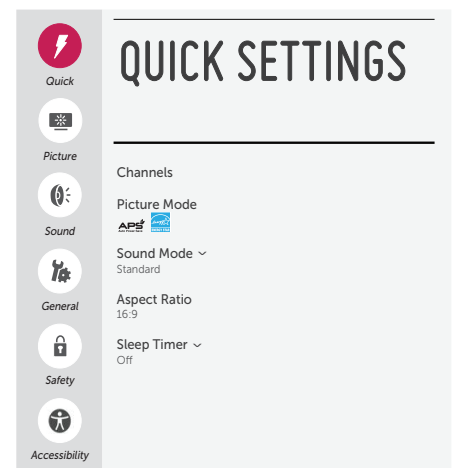 Quick
Picture
Sound
General
Safety
Accessibility
QUICK SETTINGS
Channels
Picture Mode
APS
Sound Mode
Standard
Aspect Ratio
16:9
Sleep Timer
Off